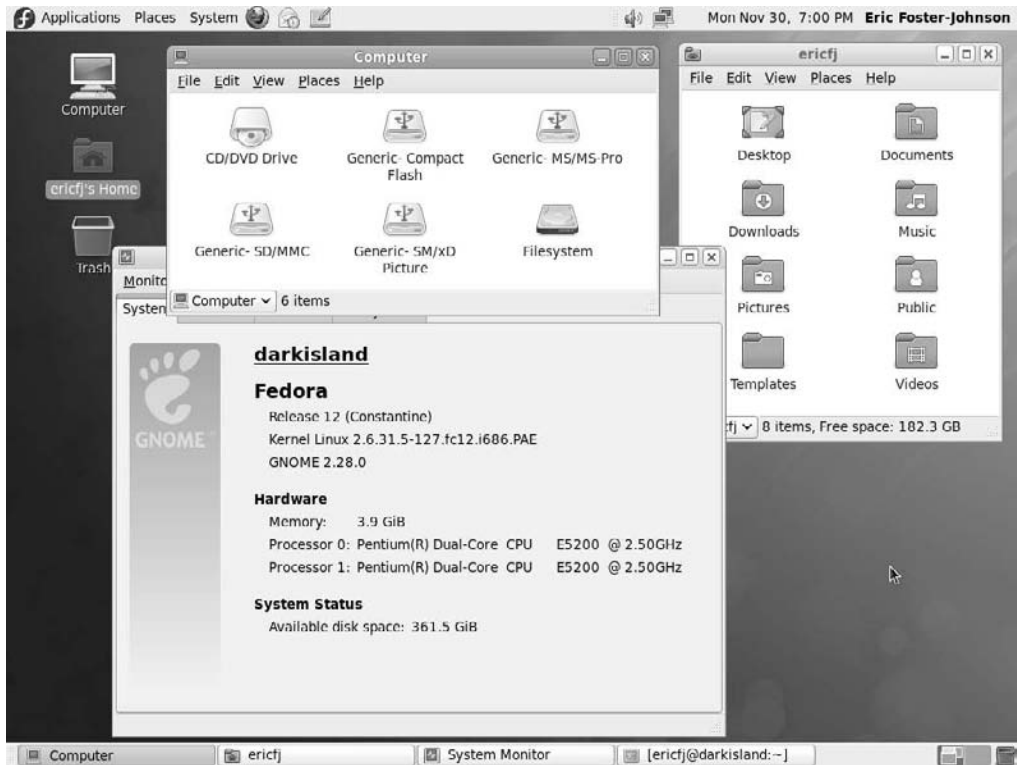 Applications Places System
Mon Nov 30, 7:00 PM Eric Foster-Johnson
Computer
ericfj's Home
Trash
Computer
File Edit View Places Help
CD/DVD Drive
Generic- Compact Flash
Generic- MS/MS-Pro
Generic- SD/MMC
Generic- SM/xD Picture
Filesystem
Computer
6 items
ericfj
File Edit View Places Help
Desktop
Documents
Downloads
Music
Pictures
Public
Templates
Videos
8 items, Free space: 182.3 GB
darkisland
Fedora
Release 12 (Constantine)
Kernel Linux 2.6.31.5-127.fc12.i686.PAE
GNOME 2.28.0
GNOME
Hardware
Memory: 3.9 GiB
Processor 0: Pentium(R) Dual-Core CPU E5200 @ 2.50GHz
Processor 1: Pentium(R) Dual-Core CPU E5200 @ 2.50GHz
System Status
Available disk space: 361.5 GiB
Computer
ericfj
System Monitor
[ericfj@darkisland:~]